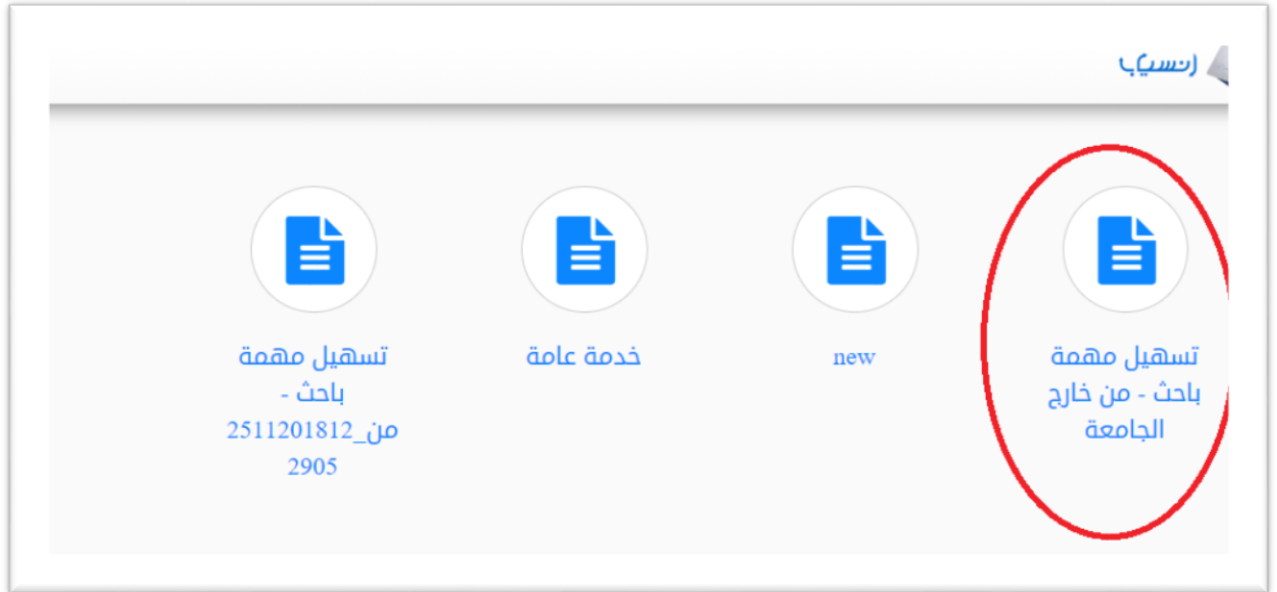 انسياب
تسهيل مهمة
باحث - من خارج
الجامعة
new
خدمة عامة
تسهيل مهمة
باحث -
من_2511201812
2905